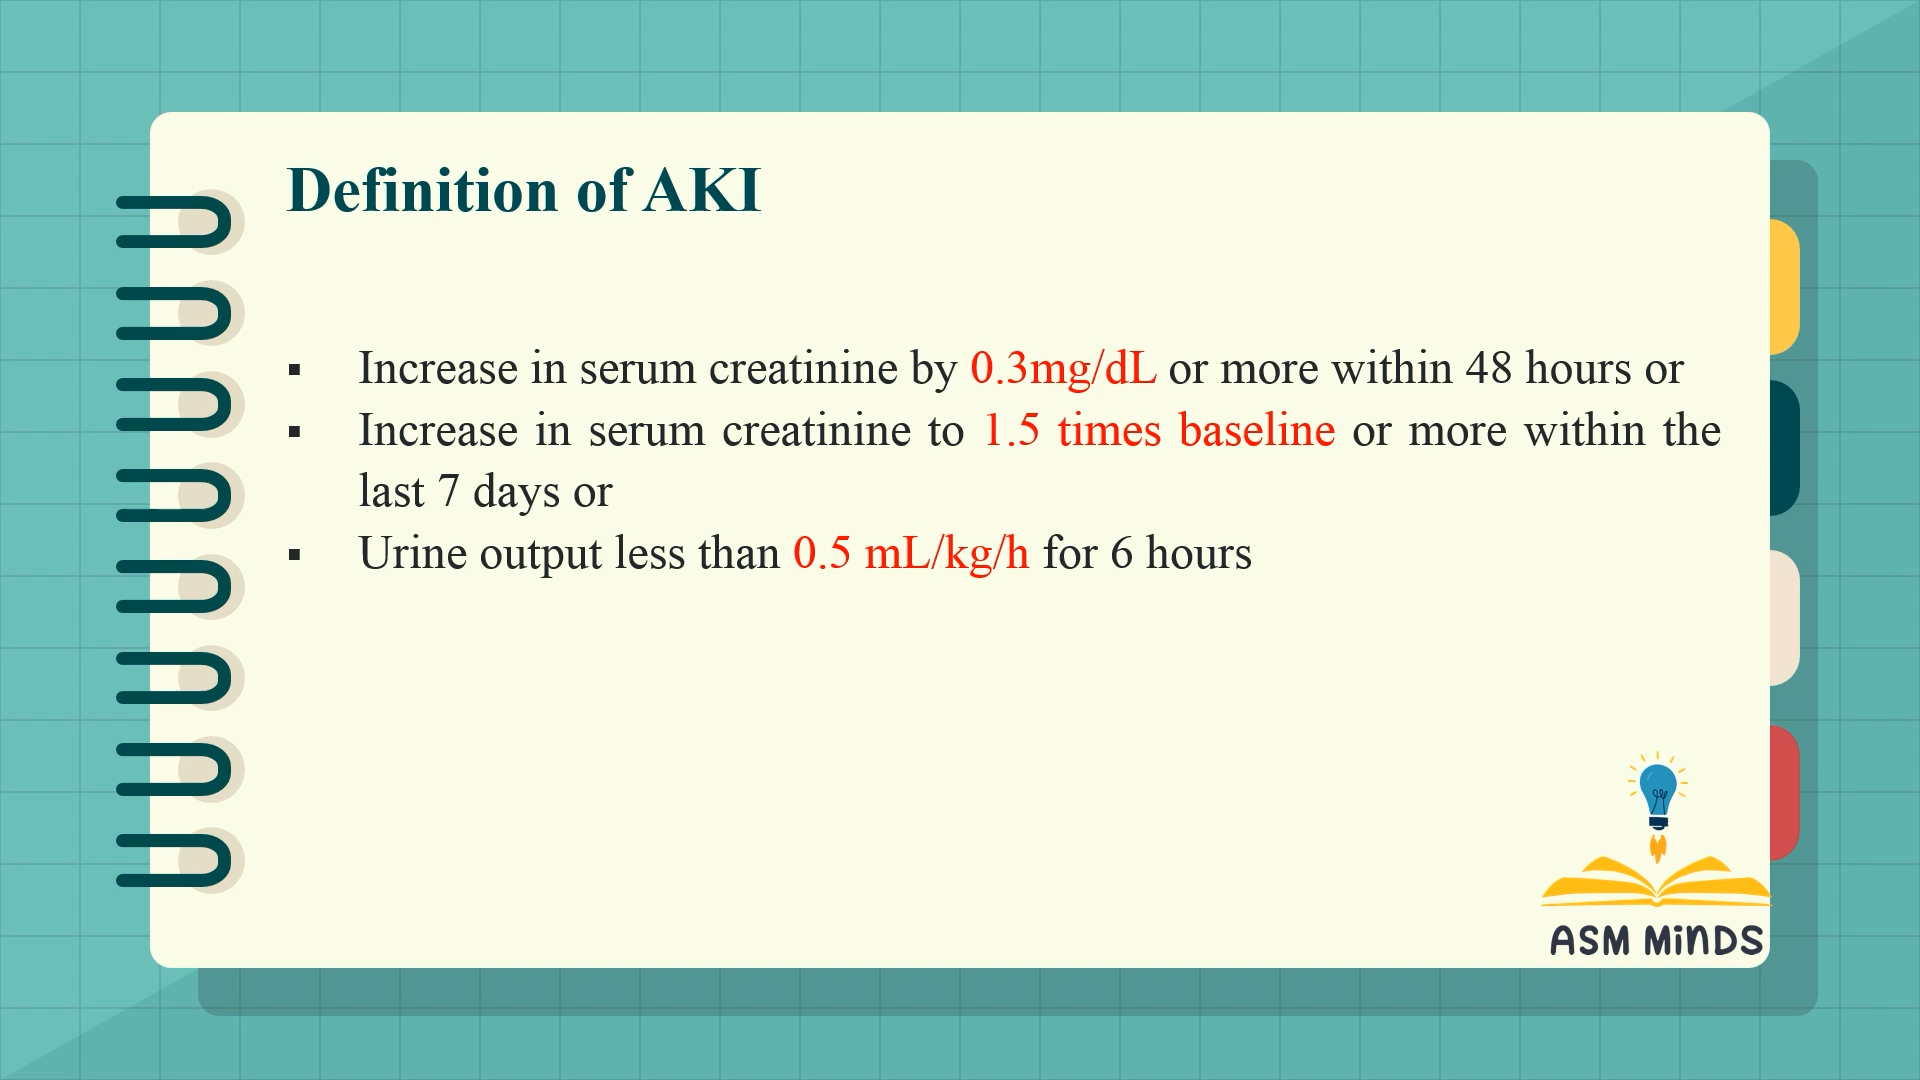 Definition of AKI
▪ Increase in serum creatinine by 0.3mg/dL or more within 48 hours or
▪ Increase in serum creatinine to 1.5 times baseline or more within the
last 7 days or
▪ Urine output less than 0.5 mL/kg/h for 6 hours
ASM MiNDS